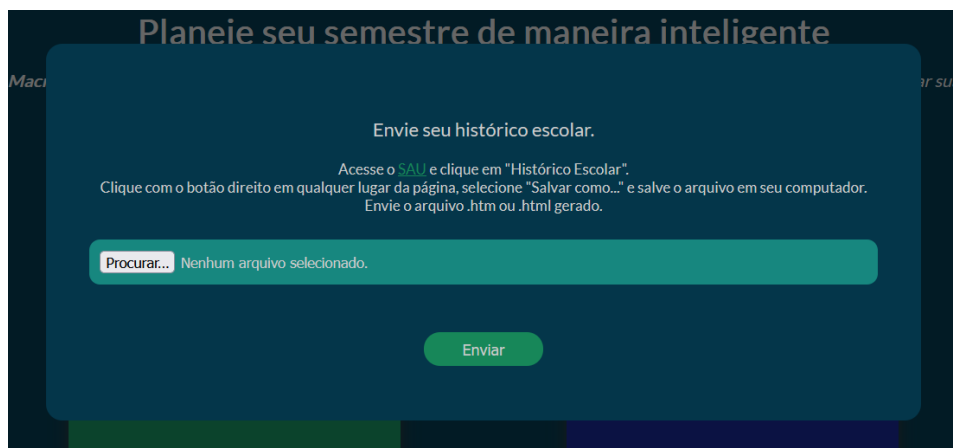 Planeie seu semestre de maneira inteligente
Envie seu histórico escolar.
Acesse o SAU e clique em "Histórico Escolar".
Clique com o botão direito em qualquer lugar da página, selecione "Salvar como..." e salve o arquivo em seu computador.
Envie o arquivo .htm ou .html gerado.
Procurar... Nenhum arquivo selecionado.
Enviar